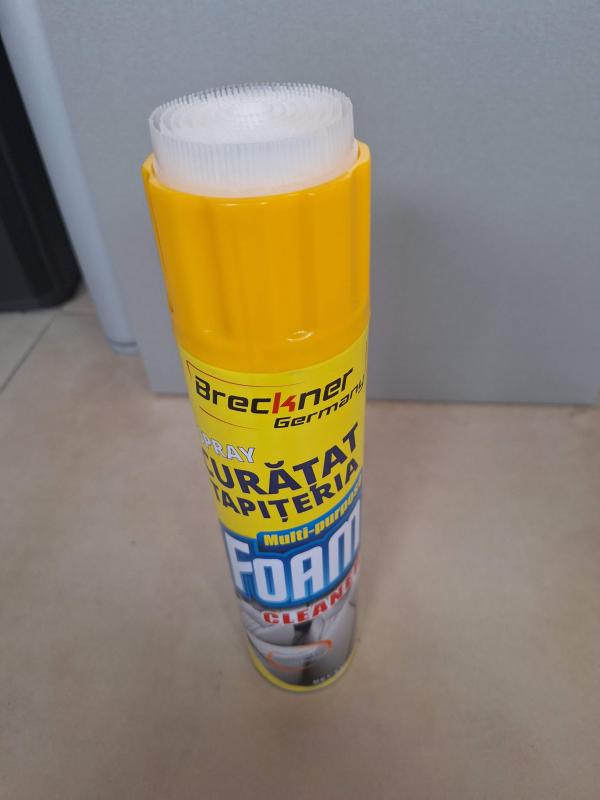 Breckner
Germany
SPRAY
CURĂȚAT
TAPIȚERIA
Multi-purpose
FOAM
CLEANER